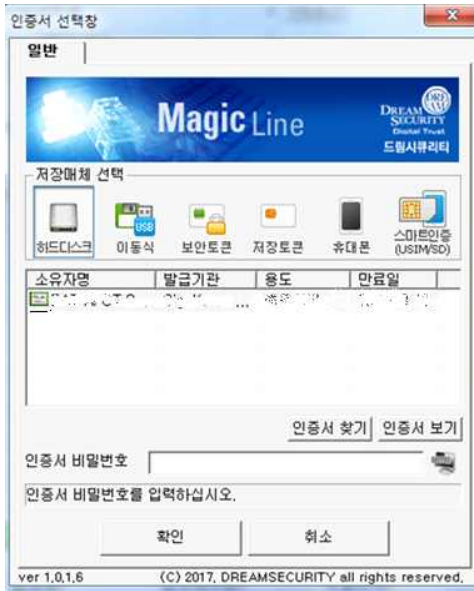 인증서 선택창
일반
Magic Line
DREAM
SECURITY
Digital Trust
드림시큐리티
저장매체 선택
USB
하드디스크 이동식 보안토큰 저장토큰 휴대폰 스마트인증
(USIM/SD)
소유자명 발급기관 용도 만료일
인증서 찾기 인증서 보기
인증서 비밀번호
인증서 비밀번호를 입력하십시오.
확인 취소
ver 1,0,1,6 (C) 2017, DREAMSECURITY all rights reserved,